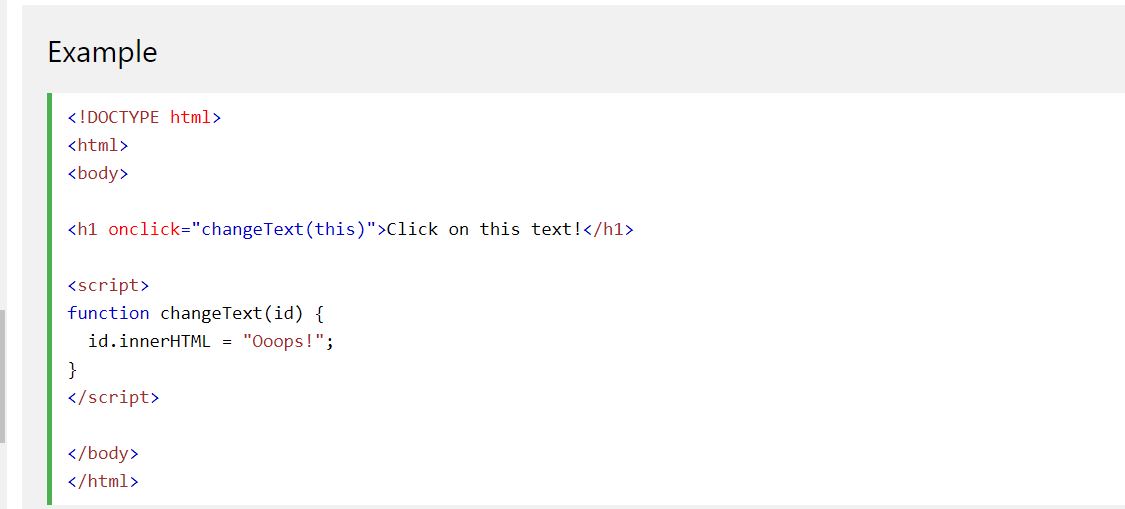 Example
<!DOCTYPE html>
<html>
<body>
<h1 onclick="changeText(this)">Click on this text!</h1>
<script>
function changeText(id) {
  id.innerHTML = "Ooops!";
}
</script>
</body>
</html>